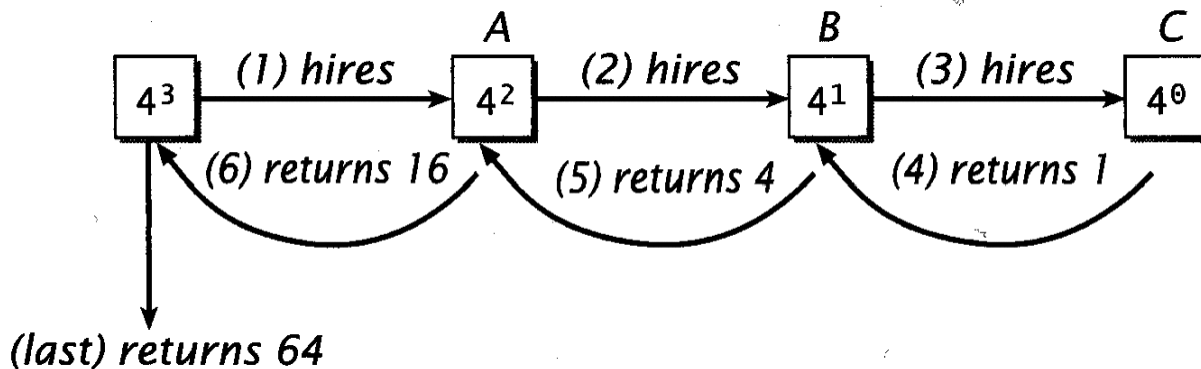 A B C
4³ (1) hires 4² (2) hires 4¹ (3) hires 4⁰
(6) returns 16 (5) returns 4 (4) returns 1
(last) returns 64